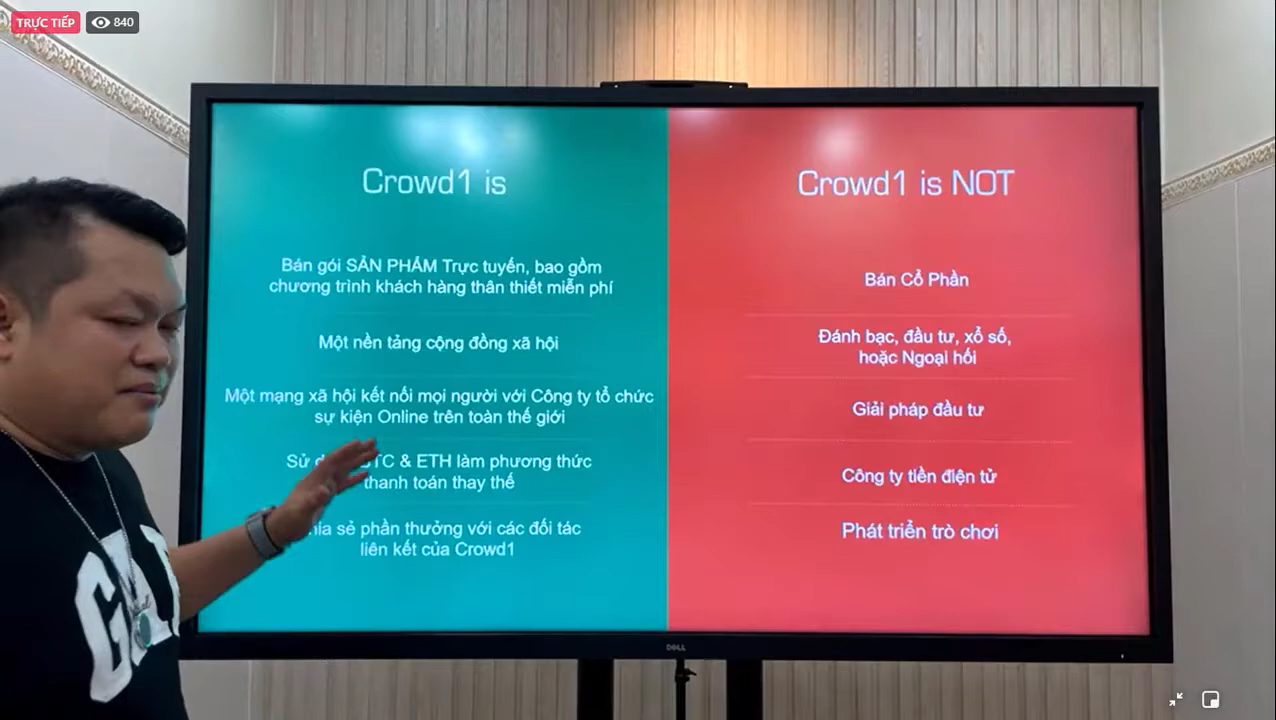 TRỰC TIẾP
840
Crowd1 is
Bán gói SẢN PHẨM Trực tuyến, bao gồm
chương trình khách hàng thân thiết miễn phí
Một nền tảng cộng đồng xã hội
Một mạng xã hội kết nối mọi người với Công ty tổ chức
sự kiện Online trên toàn thế giới
Sử & ETH làm phương thức
thanh toán thay thế
sẻ phần thưởng với các đối tác
liên kết của Crowd1
Crowd1 is NOT
Bán Cổ Phần
Đánh bạc, đầu tư, xổ số,
hoặc Ngoại hối
Giải pháp đầu tư
Công ty tiền điện tử
Phát triển trò chơi
DELL